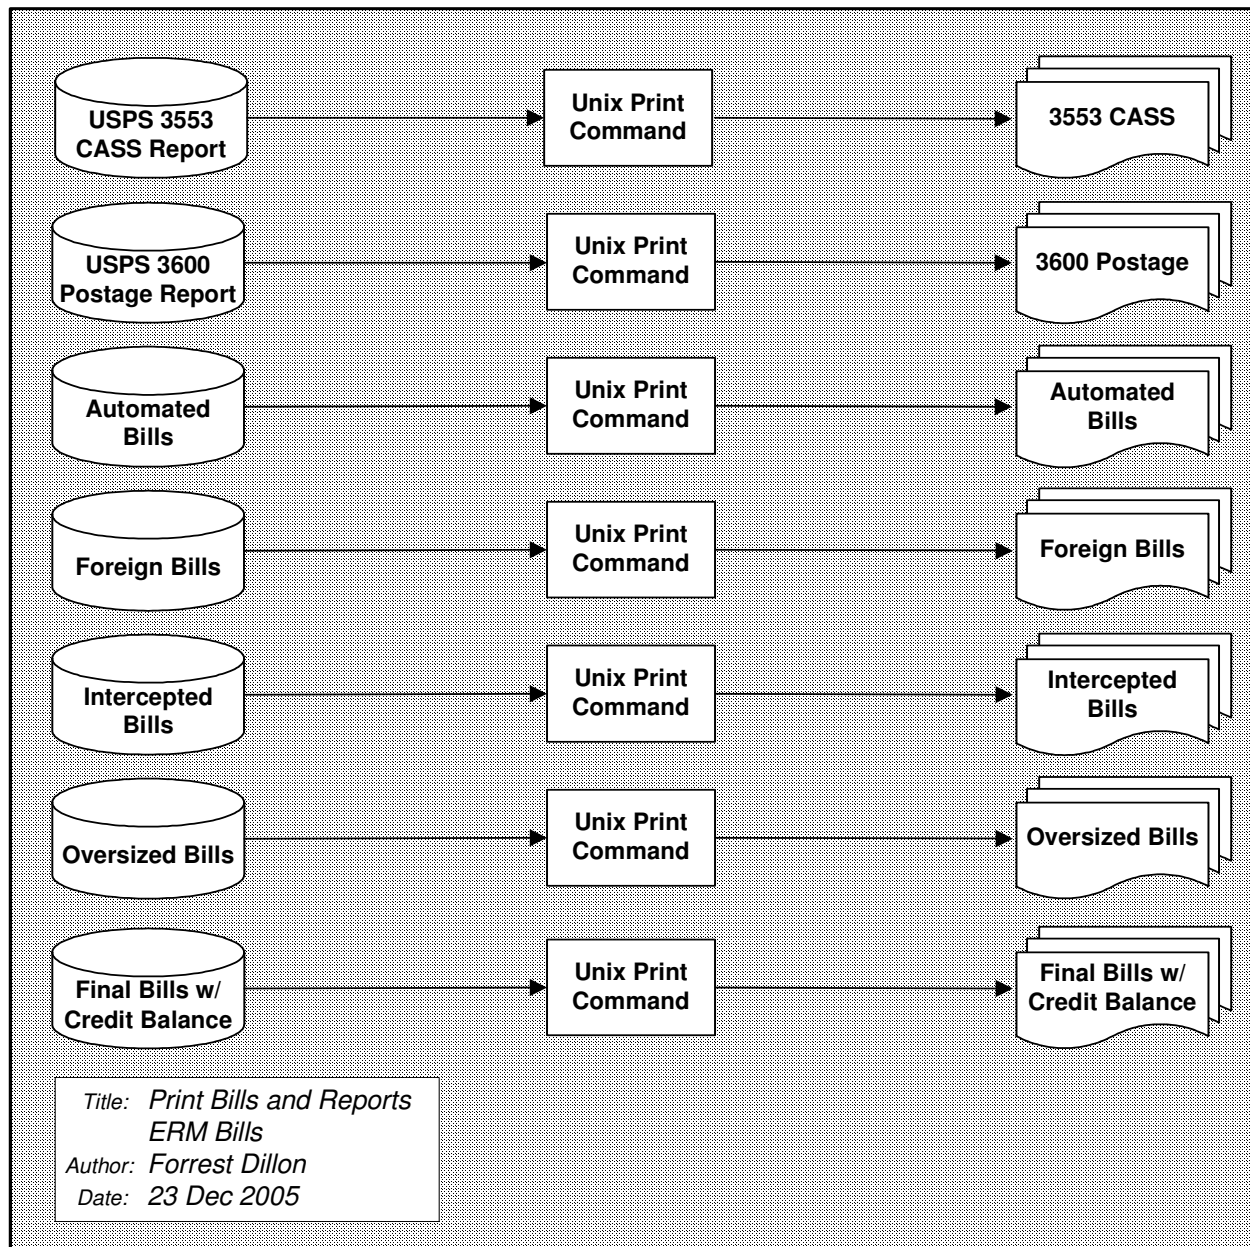 USPS 3553
CASS Report
Unix Print
Command
3553 CASS
USPS 3600
Postage Report
Unix Print
Command
3600 Postage
Automated
Bills
Unix Print
Command
Automated
Bills
Foreign Bills
Unix Print
Command
Foreign Bills
Intercepted
Bills
Unix Print
Command
Intercepted
Bills
Oversized Bills
Unix Print
Command
Oversized Bills
Final Bills w/
Credit Balance
Unix Print
Command
Final Bills w/
Credit Balance
Title: Print Bills and Reports
ERM Bills
Author: Forrest Dillon
Date: 23 Dec 2005